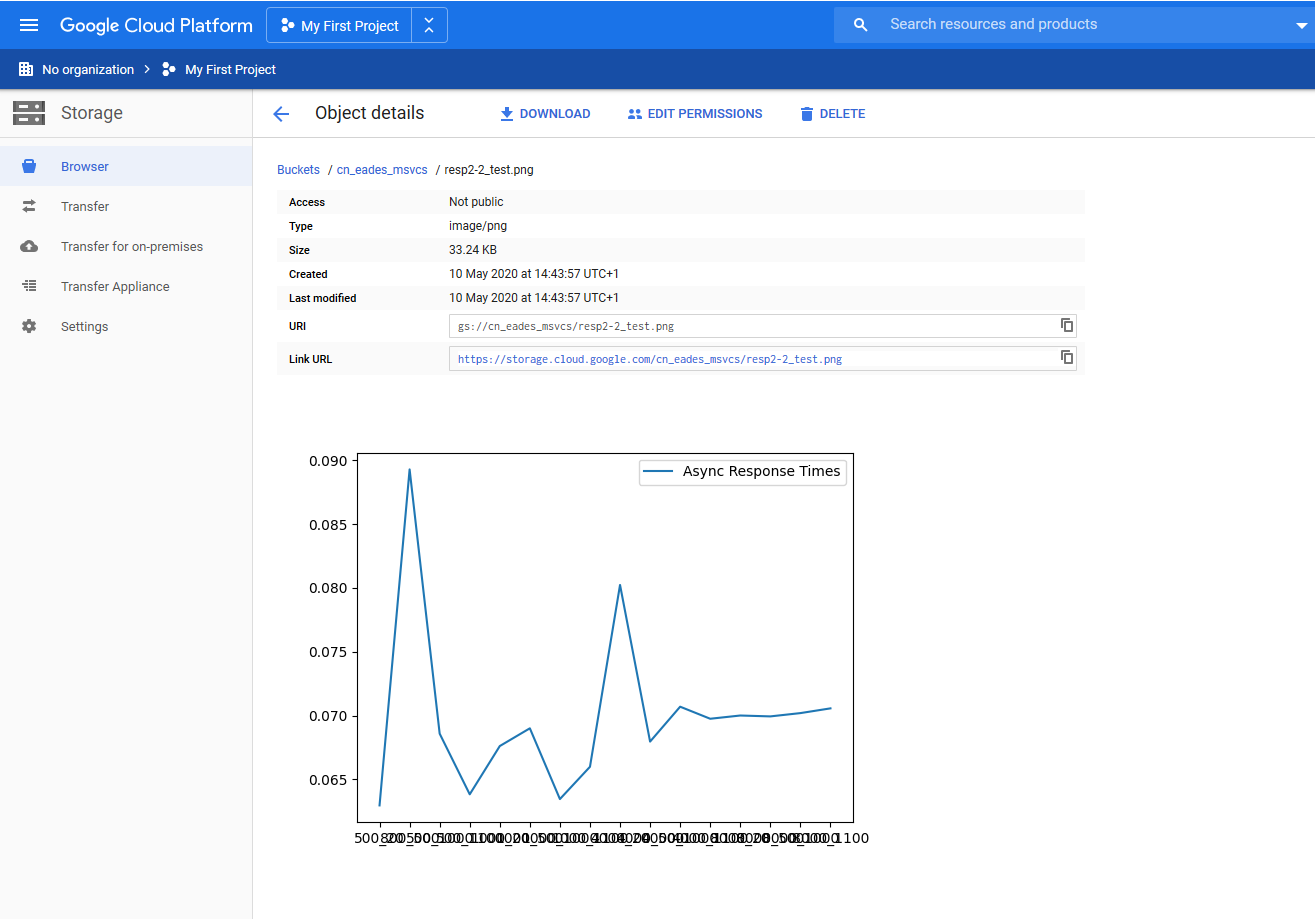 Google Cloud Platform My First Project Search resources and products
No organization My First Project
Storage Object details DOWNLOAD EDIT PERMISSIONS DELETE
Browser
Transfer
Transfer for on-premises
Transfer Appliance
Settings
Buckets / cn_eades_msvcs / resp2-2_test.png
Access Not public
Type image/png
Size 33.24 KB
Created 10 May 2020 at 14:43:57 UTC+1
Last modified 10 May 2020 at 14:43:57 UTC+1
URI gs://cn_eades_msvcs/resp2-2_test.png
Link URL https://storage.cloud.google.com/cn_eades_msvcs/resp2-2_test.png
Async Response Times
0.090
0.085
0.080
0.075
0.070
0.065